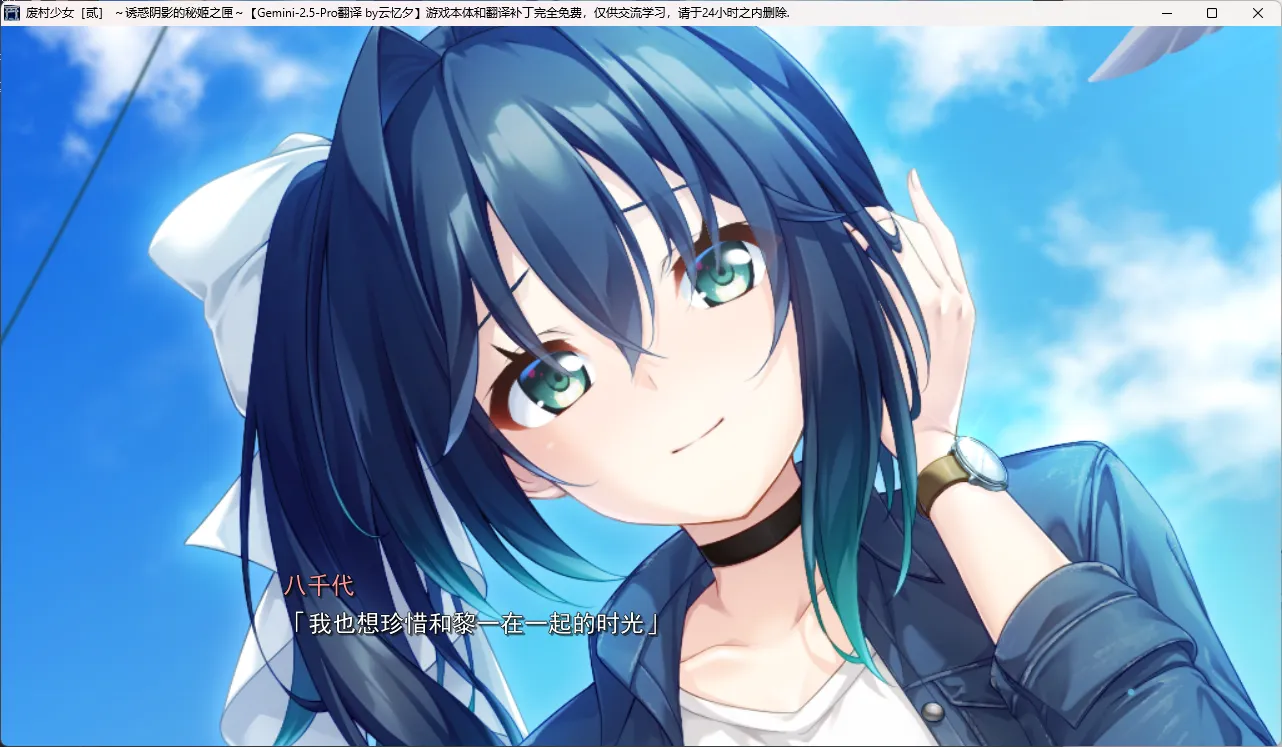 废村少女［贰］ ～诱惑阴影的秘姬之匣～【Gemini-2.5-Pro翻译 by云忆夕】游戏本体和翻译补丁完全免费，仅供交流学习，请于24小时之内删除.
八千代
「我也想珍惜和黎一在一起的时光」